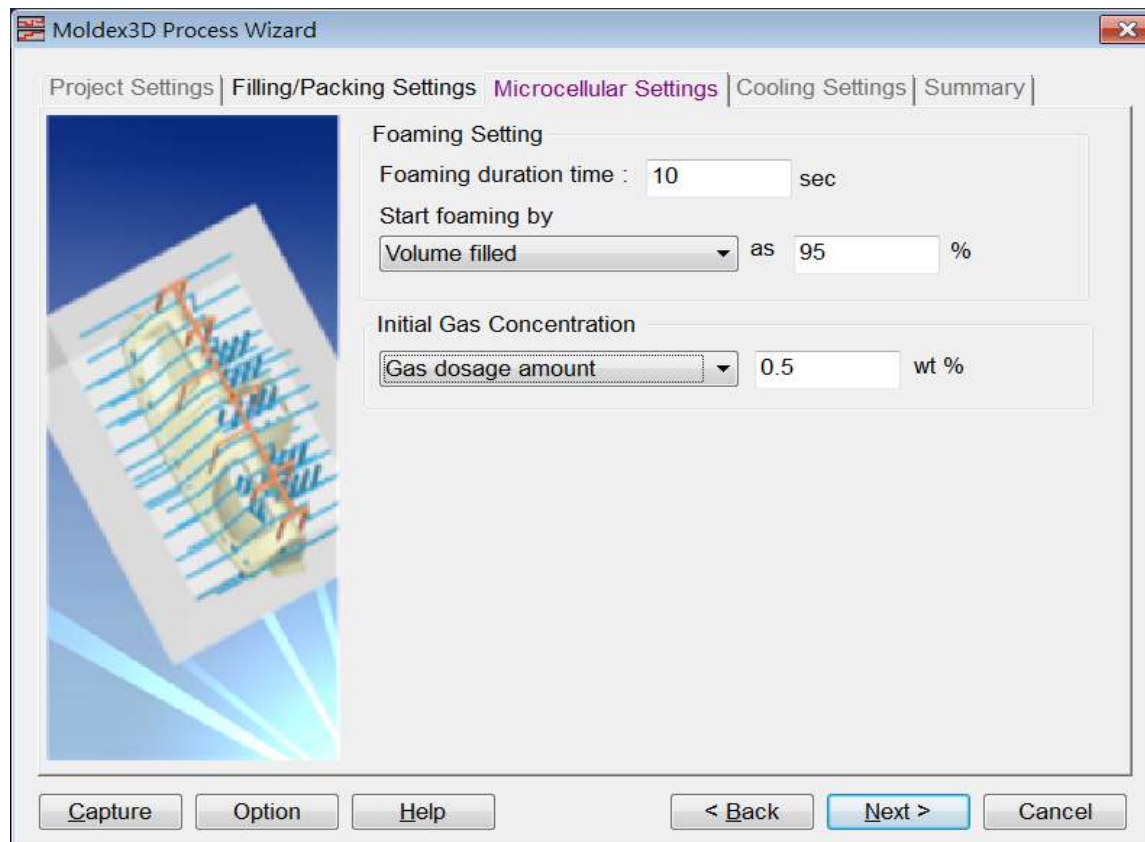 Moldex3D Process Wizard
Project Settings Filling/Packing Settings Microcellular Settings Cooling Settings Summary
Foaming Setting
Foaming duration time : 10 sec
Start foaming by
Volume filled as 95 %
Initial Gas Concentration
Gas dosage amount 0.5 wt %
Capture Option Help < Back Next > Cancel